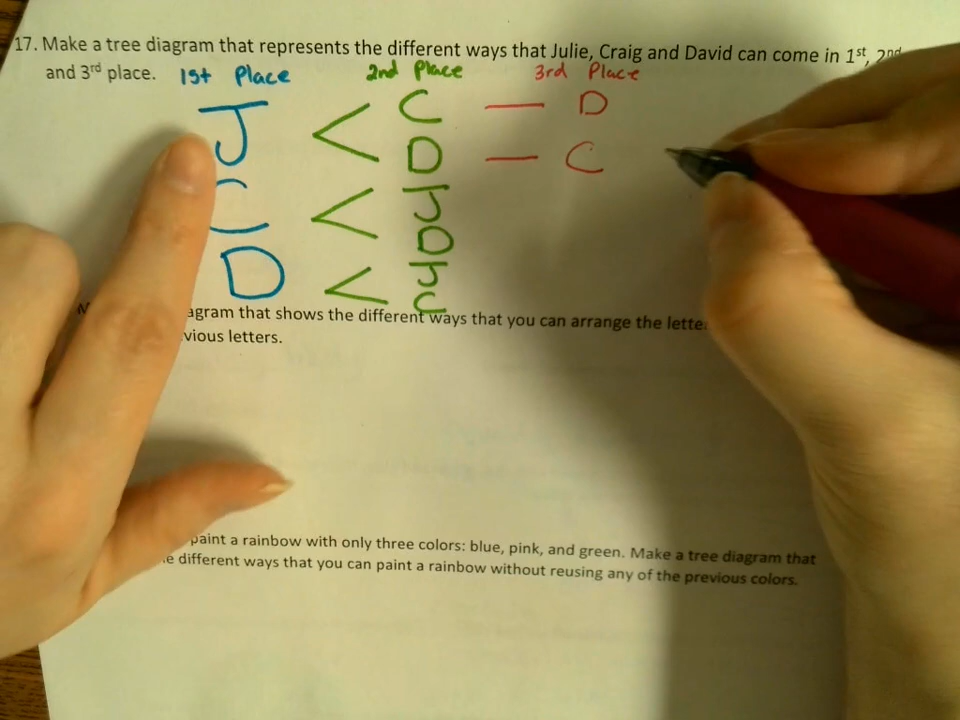 17. Make a tree diagram that represents the different ways that Julie, Craig and David can come in 1st, 2nd
and 3rd place. 1st Place 2nd Place 3rd Place
J < C — D
D — C
C < J
D
D < J
C
agram that shows the different ways that you can arrange the lette
vious letters.
paint a rainbow with only three colors: blue, pink, and green. Make a tree diagram that
e different ways that you can paint a rainbow without reusing any of the previous colors.